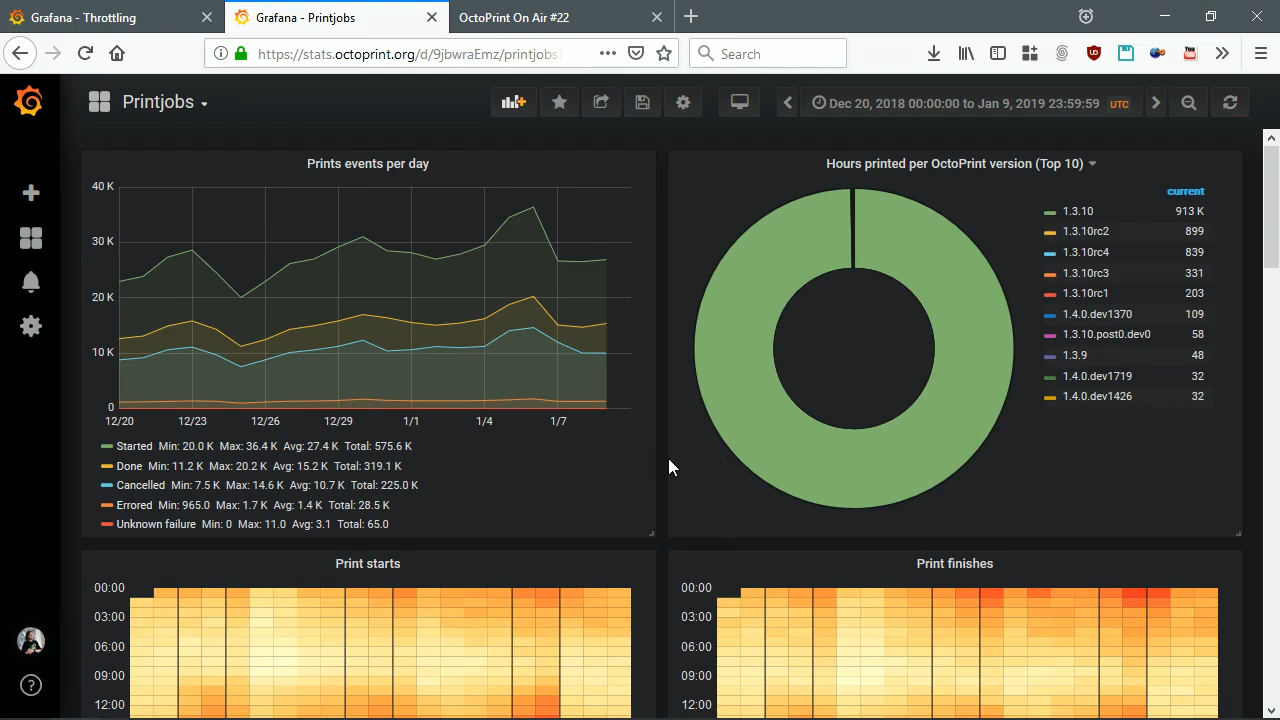 Grafana - Throttling
Grafana - Printjobs
OctoPrint On Air #22
https://stats.octoprint.org/d/9jbwraEmz/printjobs?
Search
Printjobs
Dec 20, 2018 00:00:00 to Jan 9, 2019 23:59:59 UTC
Prints events per day
40 K
30 K
20 K
10 K
0
12/20 12/23 12/26 12/29 1/1 1/4 1/7
Started Min: 20.0 K Max: 36.4 K Avg: 27.4 K Total: 575.6 K
Done Min: 11.2 K Max: 20.2 K Avg: 15.2 K Total: 319.1 K
Cancelled Min: 7.5 K Max: 14.6 K Avg: 10.7 K Total: 225.0 K
Errored Min: 965.0 Max: 1.7 K Avg: 1.4 K Total: 28.5 K
Unknown failure Min: 0 Max: 11.0 Avg: 3.1 Total: 65.0
Hours printed per OctoPrint version (Top 10)
current
1.3.10 913 K
1.3.10rc2 899
1.3.10rc4 839
1.3.10rc3 331
1.3.10rc1 203
1.4.0.dev1370 109
1.3.10.post0.dev0 58
1.3.9 48
1.4.0.dev1719 32
1.4.0.dev1426 32
Print starts
00:00
03:00
06:00
09:00
12:00
Print finishes
00:00
03:00
06:00
09:00
12:00